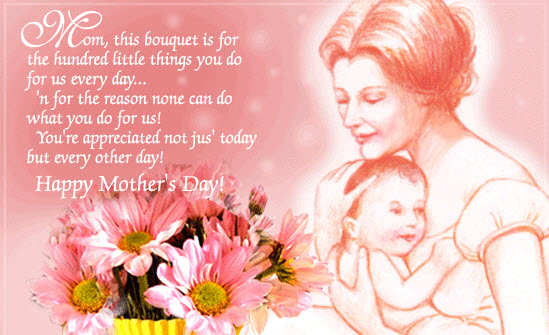 Mom, this bouquet is for
the hundred little things you do
for us every day...
'n for the reason none can do
what you do for us!
You're appreciated not jus' today
but every other day!
Happy Mother's Day!